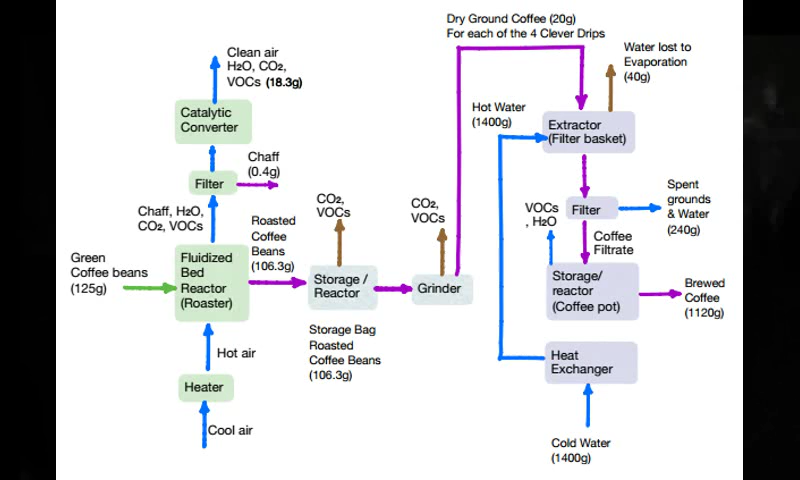 Dry Ground Coffee (20g)
For each of the 4 Clever Drips
Clean air
H2O, CO2,
VOCs (18.3g)
Water lost to
Evaporation
(40g)
Catalytic
Converter
Hot Water
(1400g)
Extractor
(Filter basket)
Chaff
(0.4g)
Filter
Chaff, H2O,
CO2, VOCs
Roasted
Coffee
Beans
(106.3g)
CO2,
VOCs
CO2,
VOCs
VOCs
, H2O
Filter
Spent
grounds
& Water
(240g)
Coffee
Filtrate
Green
Coffee beans
(125g)
Fluidized
Bed
Reactor
(Roaster)
Storage /
Reactor
Grinder
Storage/
reactor
(Coffee pot)
Brewed
Coffee
(1120g)
Storage Bag
Roasted
Coffee Beans
(106.3g)
Hot air
Heat
Exchanger
Heater
Cool air
Cold Water
(1400g)